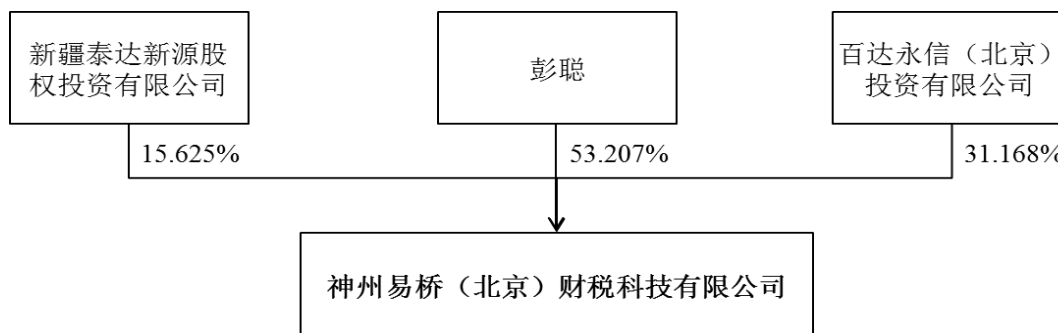 新疆泰达新源股
权投资有限公司
彭聪
百达永信（北京）
投资有限公司
15.625%
53.207%
31.168%
神州易桥（北京）财税科技有限公司